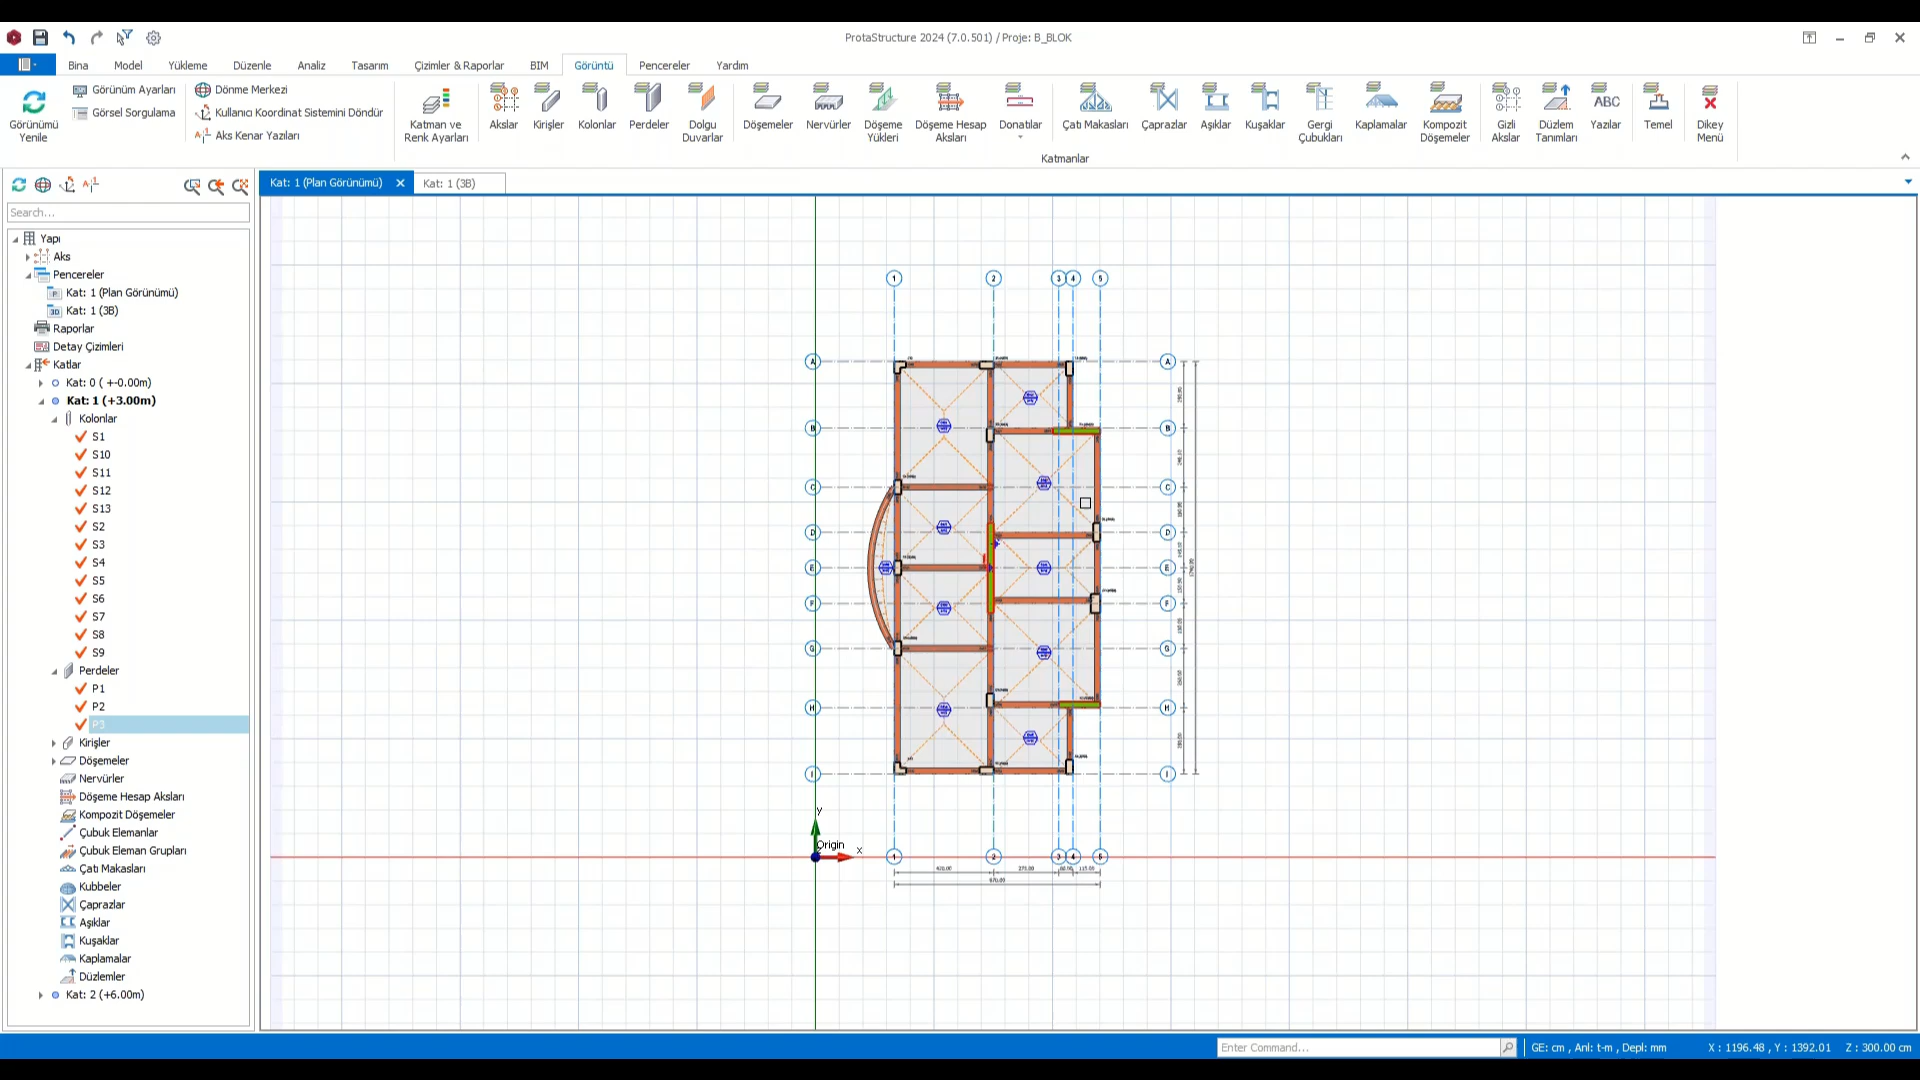 ProtaStructure 2024 (7.0.501) / Proje: B_BLOK
Bina Model Yükleme Düzenle Analiz Tasarım Çizimler & Raporlar BIM Görüntü Pencereler Yardım
Görünümü Yenile
Görünüm Ayarları
Görsel Sorgulama
Dönme Merkezi
Kullanıcı Koordinat Sistemini Döndür
Aks Kenar Yazıları
Katman ve Renk Ayarları
Akslar
Kirişler
Kolonlar
Perdeler
Dolgu Duvarlar
Döşemeler
Nervürler
Döşeme Yükleri
Döşeme Hesap Aksları
Donatılar
Çatı Makasları
Çaprazlar
Aşıklar
Kuşaklar
Gergi Çubukları
Kaplamalar
Kompozit Döşemeler
Gizli Akslar
Düzlem Tanımları
ABC
Yazılar
Temel
Dikey Menü
Katmanlar
Kat: 1 (Plan Görünümü)
Kat: 1 (3B)
Search...
Yapı
Aks
Pencereler
Kat: 1 (Plan Görünümü)
Kat: 1 (3B)
Raporlar
Detay Çizimleri
Katlar
Kat: 0 ( +-0.00m)
Kat: 1 (+3.00m)
Kolonlar
S1
S10
S11
S12
S13
S2
S3
S4
S5
S6
S7
S8
S9
Perdeler
P1
P2
P3
Kirişler
Döşemeler
Nervürler
Döşeme Hesap Aksları
Kompozit Döşemeler
Çubuk Elemanlar
Çubuk Eleman Grupları
Çatı Makasları
Kubbeler
Çaprazlar
Aşıklar
Kuşaklar
Kaplamalar
Düzlemler
Kat: 2 (+6.00m)
1 2 3 4 5
A A
B B
C C
D D
E E
F F
G G
H H
I I
y
Origin
x
1 2 3 4 5
Enter Command...
GE: cm , Anl: t-m , Depl: mm
X : 1196.48 , Y : 1392.01
Z : 300.00 cm